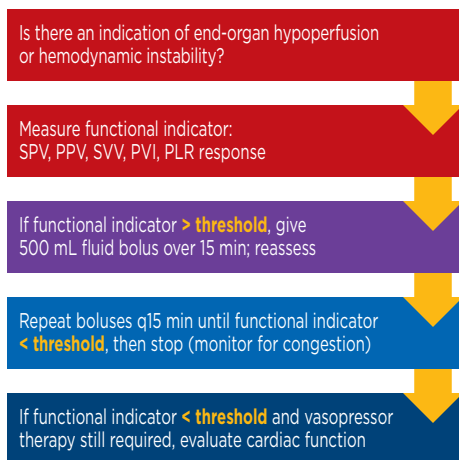 Is there an indication of end-organ hypoperfusion
or hemodynamic instability?
Measure functional indicator:
SPV, PPV, SVV, PVI, PLR response
If functional indicator > threshold, give
500 mL fluid bolus over 15 min; reassess
Repeat boluses q15 min until functional indicator
< threshold, then stop (monitor for congestion)
If functional indicator < threshold and vasopressor
therapy still required, evaluate cardiac function